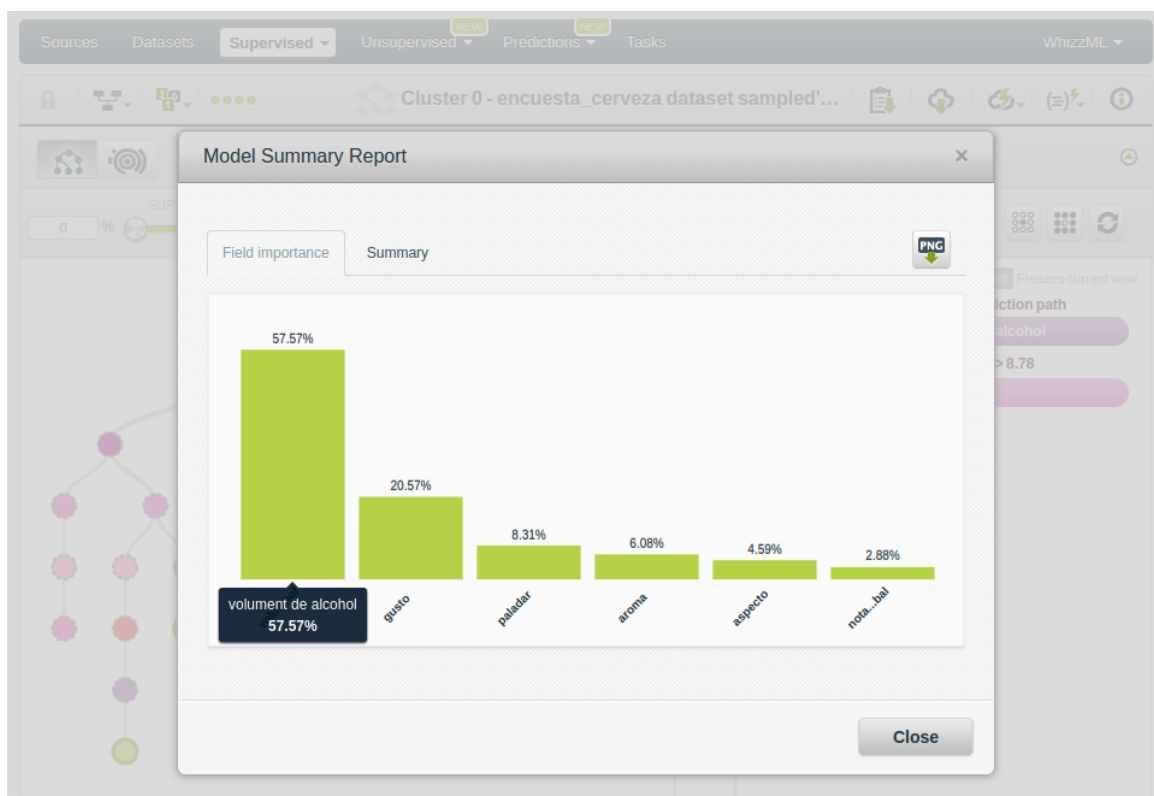 NEW NEW
Sources Datasets Supervised Unsupervised Predictions Tasks WhizzML
Cluster 0 - encuesta_cerveza dataset sampled'...
Model Summary Report
×
SUP
0 %
Field importance Summary
PNG
Freezes current view
iction path
alcohol
> 8.78
57.57%
20.57%
8.31%
6.08%
4.59%
2.88%
volument de alcohol
57.57%
gusto
paladar
aroma
aspecto
nota...bal
Close